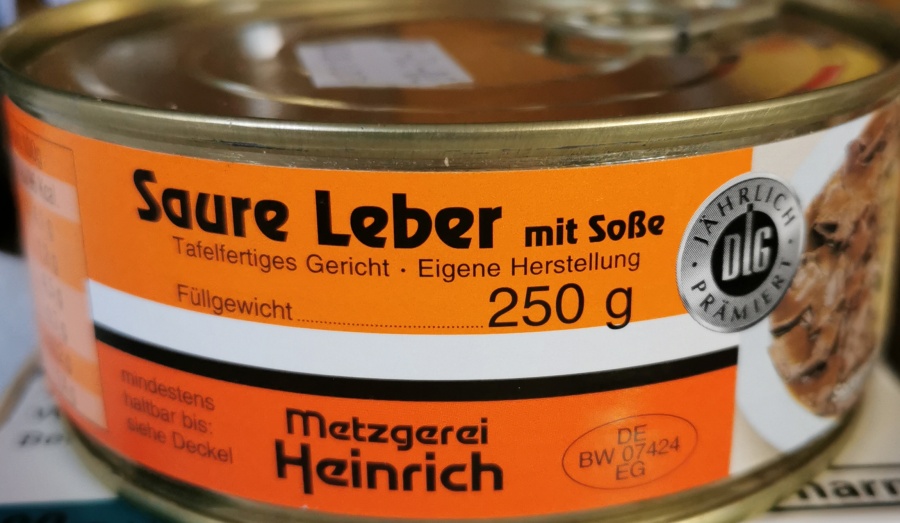 Saure Leber mit Soße
Tafelfertiges Gericht · Eigene Herstellung
Füllgewicht ........................ 250 g
JÄHRLICH
DLG
PRÄMIERT
mindestens
haltbar bis:
siehe Deckel
Metzgerei
Heinrich
DE
BW 07424
EG